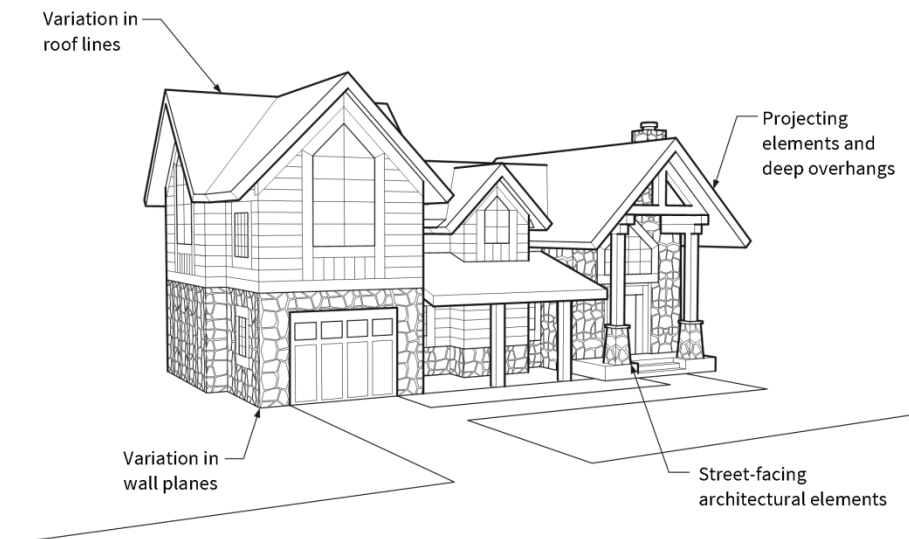 Variation in
roof lines
Projecting
elements and
deep overhangs
Variation in
wall planes
Street-facing
architectural elements